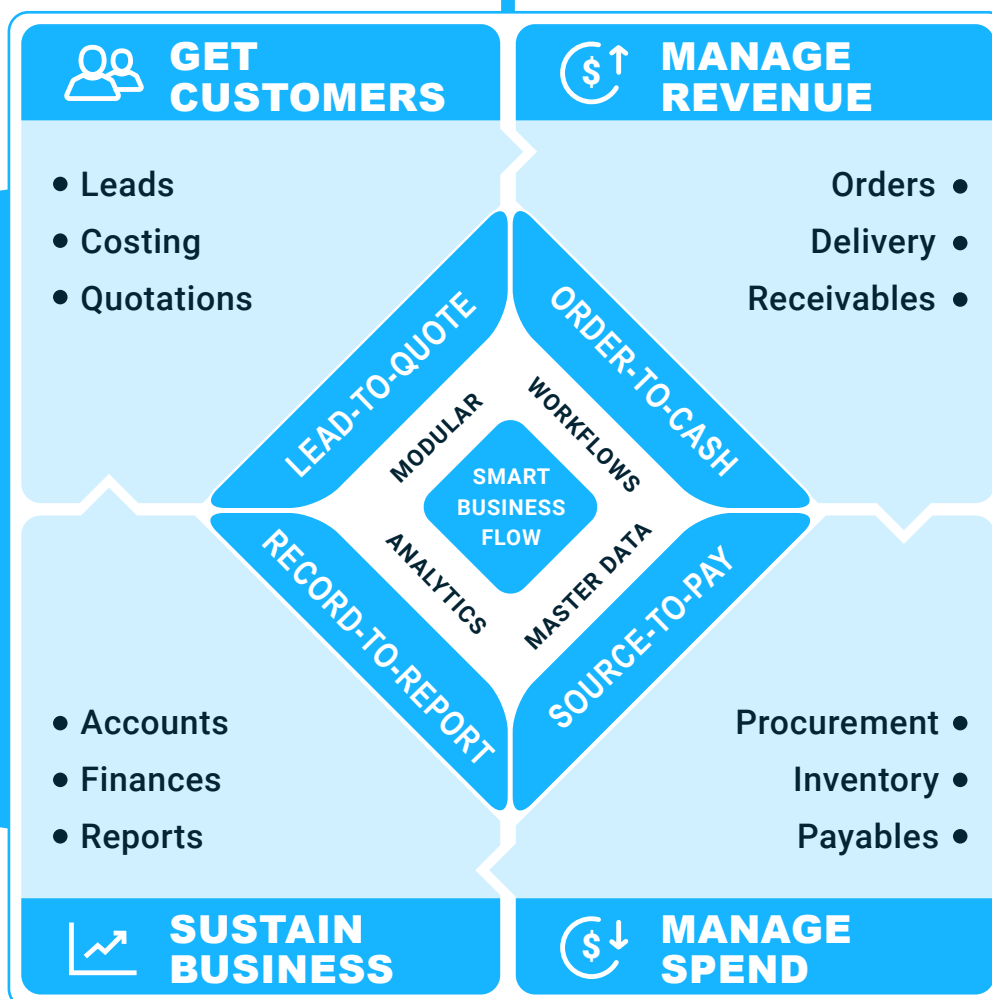 GET
CUSTOMERS
Leads
Costing
Quotations
MANAGE
REVENUE
Orders
Delivery
Receivables
LEAD-TO-QUOTE
ORDER-TO-CASH
MODULAR
WORKFLOWS
SMART
BUSINESS
FLOW
ANALYTICS
MASTER DATA
RECORD-TO-REPORT
SOURCE-TO-PAY
Accounts
Finances
Reports
SUSTAIN
BUSINESS
Procurement
Inventory
Payables
MANAGE
SPEND